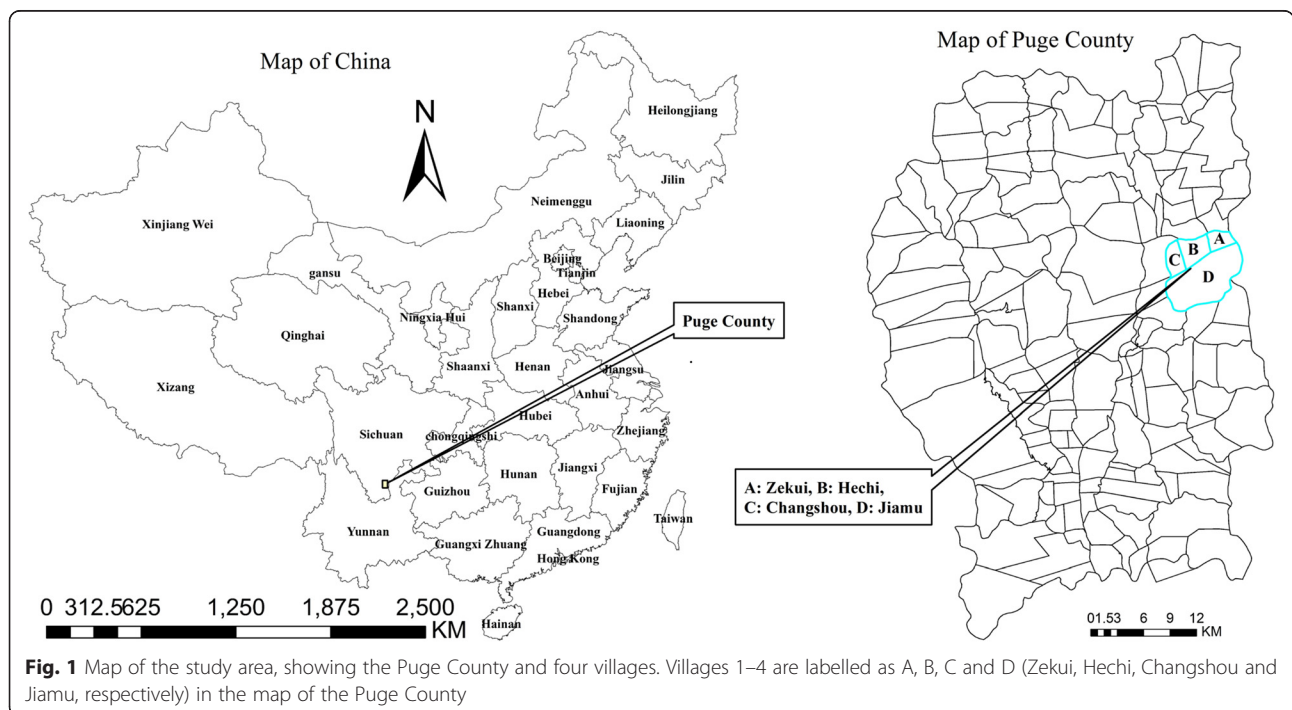 Map of China
Map of Puge County
N
Heilongjiang
Jilin
Neimenggu
Liaoning
Xinjiang Wei
Beijing
Tianjin
gansu
Hebei
Shanxi
Ningxia Hui
Shandong
Qinghai
Puge County
Shaanxi
Henan
Jiangsu
Xizang
Anhui
Hubei
Sichuan
chongqingshi
Zhejiang
Hunan
Jiangxi
Guizhou
Fujian
Yunnan
Taiwan
Guangdong
Guangxi Zhuang
Hong Kong
Hainan
0 312.5625 1,250 1,875 2,500
KM
A
B
C
D
A: Zekui, B: Hechi,
C: Changshou, D: Jiamu
01.53 6 9 12
KM
Fig. 1 Map of the study area, showing the Puge County and four villages. Villages 1–4 are labelled as A, B, C and D (Zekui, Hechi, Changshou and
Jiamu, respectively) in the map of the Puge County